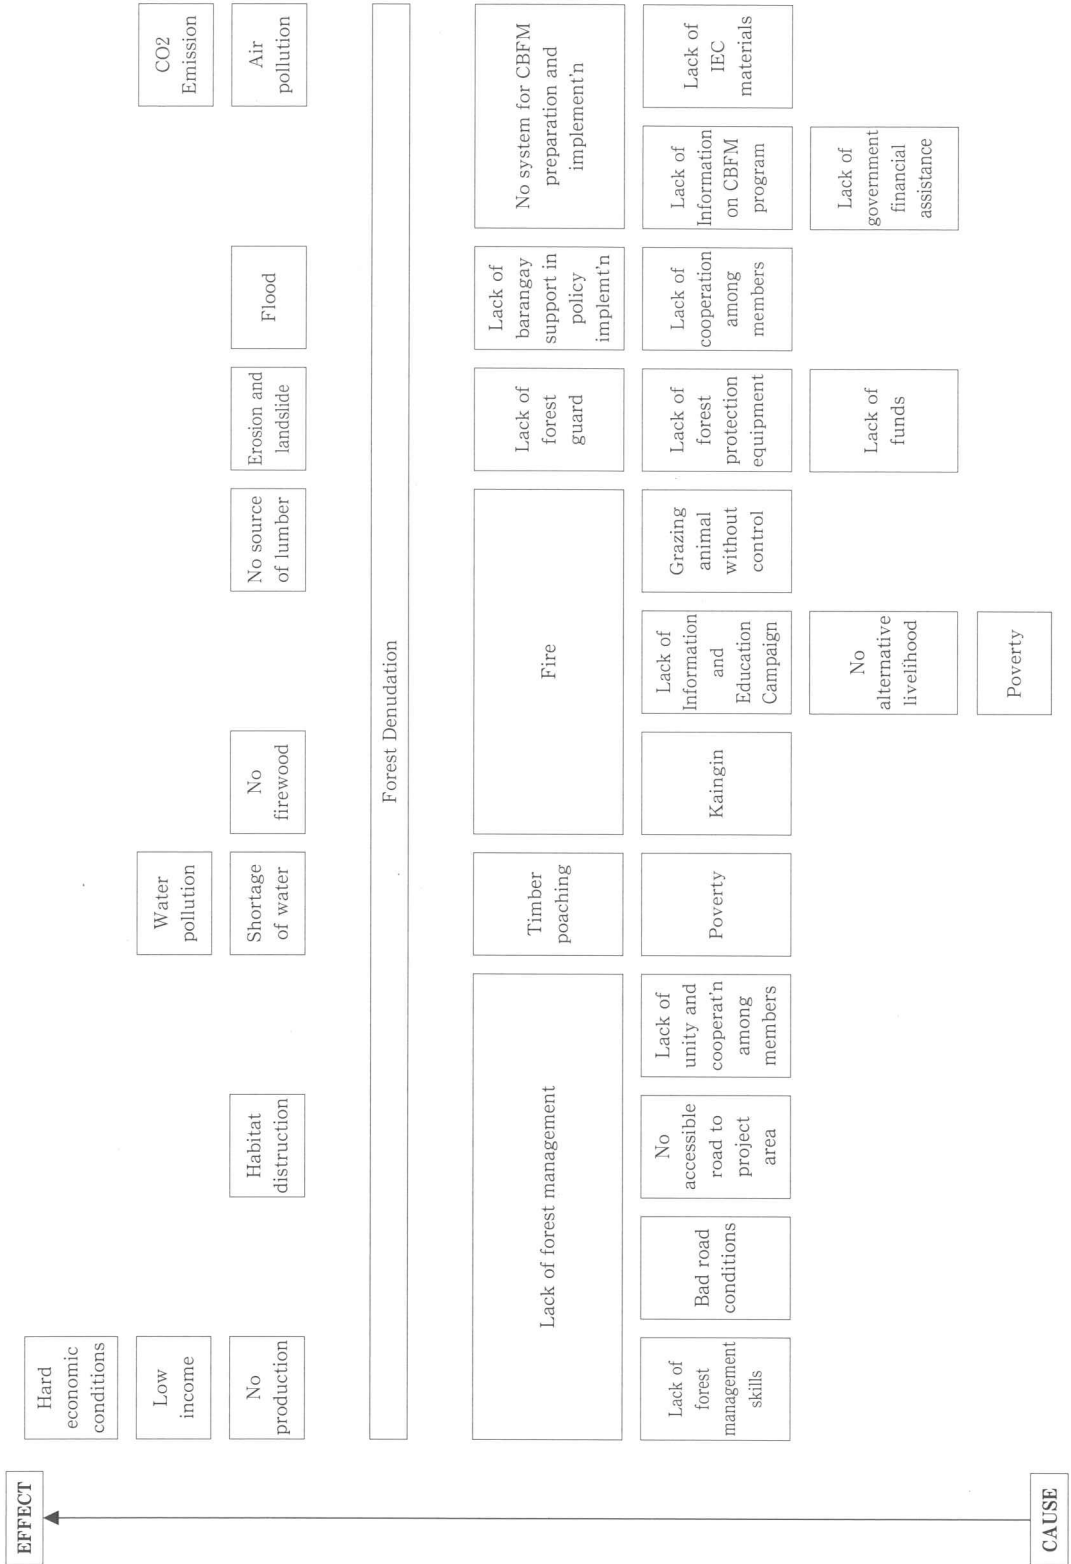 EFFECT
Hard
economic
conditions
Low
income
Water
pollution
CO2
Emission
No
production
Habitat
distruction
Shortage
of water
No
firewood
No source
of lumber
Erosion and
landslide
Flood
Air
pollution
Forest Denudation
Lack of forest management
Timber
poaching
Fire
Lack of
forest
guard
Lack of
barangay
support in
policy
implemt'n
No system for CBFM
preparation and
implement'n
Lack of
forest
management
skills
Bad road
conditions
No
accessible
road to
project
area
Lack of
unity and
cooperat'n
among
members
Poverty
Kaingin
Lack of
Information
and
Education
Campaign
Grazing
animal
without
control
Lack of
forest
protection
equipment
Lack of
cooperation
among
members
Lack of
Information
on CBFM
program
Lack of
IEC
materials
No
alternative
livelihood
Lack of
funds
Lack of
government
financial
assistance
Poverty
CAUSE